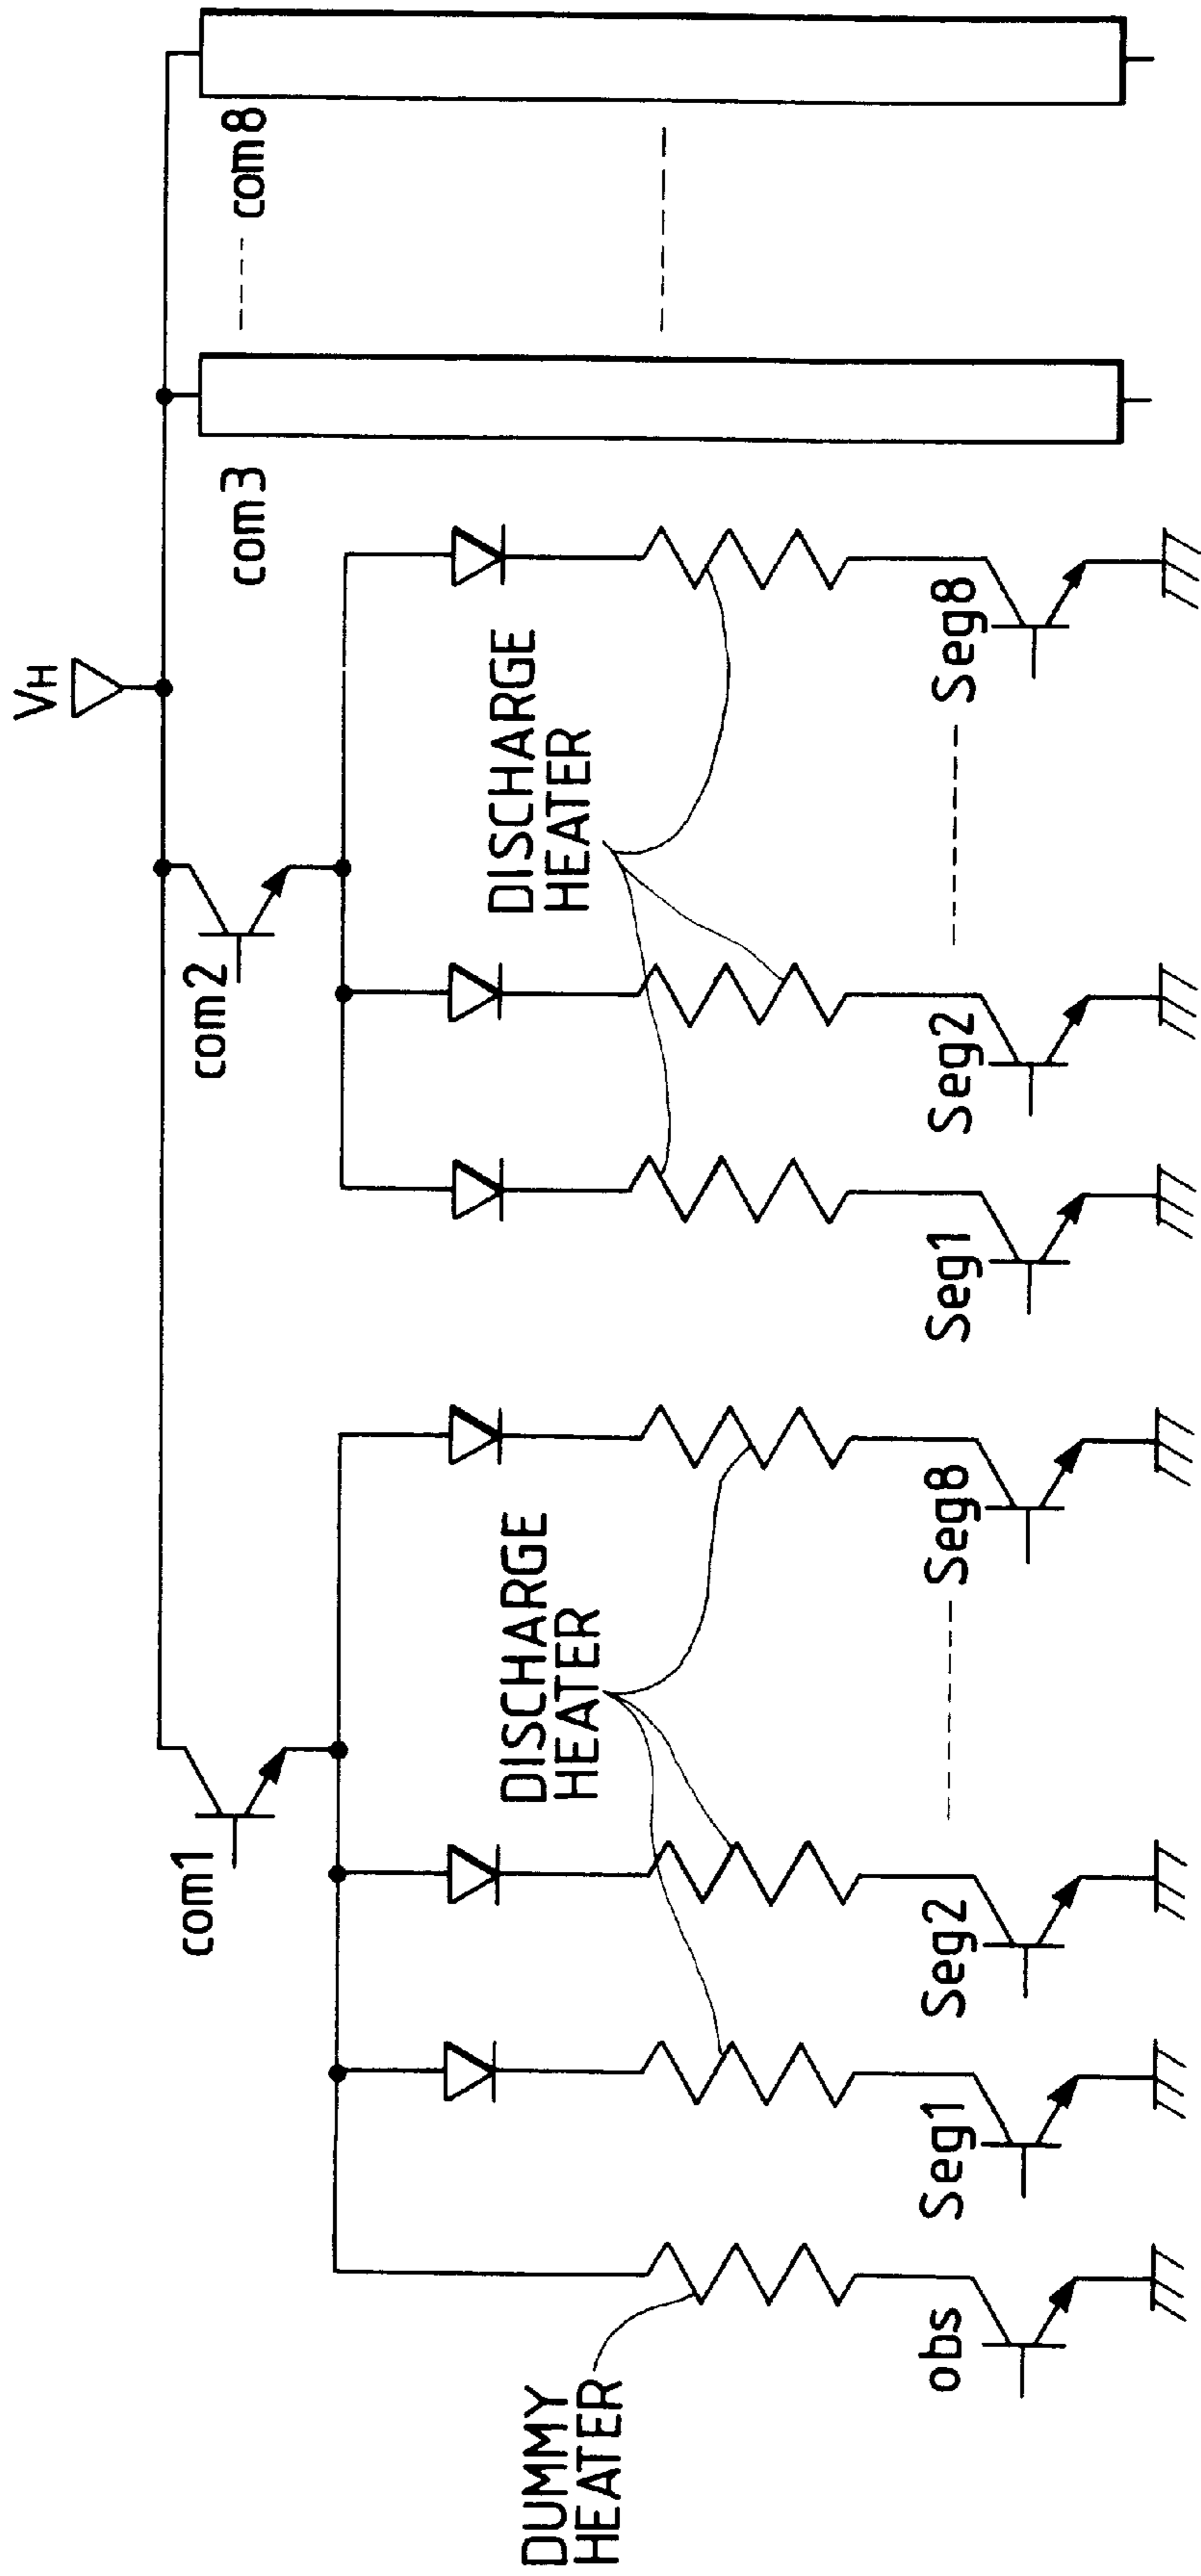 VH
com1
com2
com3
com8
DISCHARGE
HEATER
DISCHARGE
HEATER
DUMMY
HEATER
obs
Seg1
Seg2
Seg8
Seg1
Seg2
Seg8